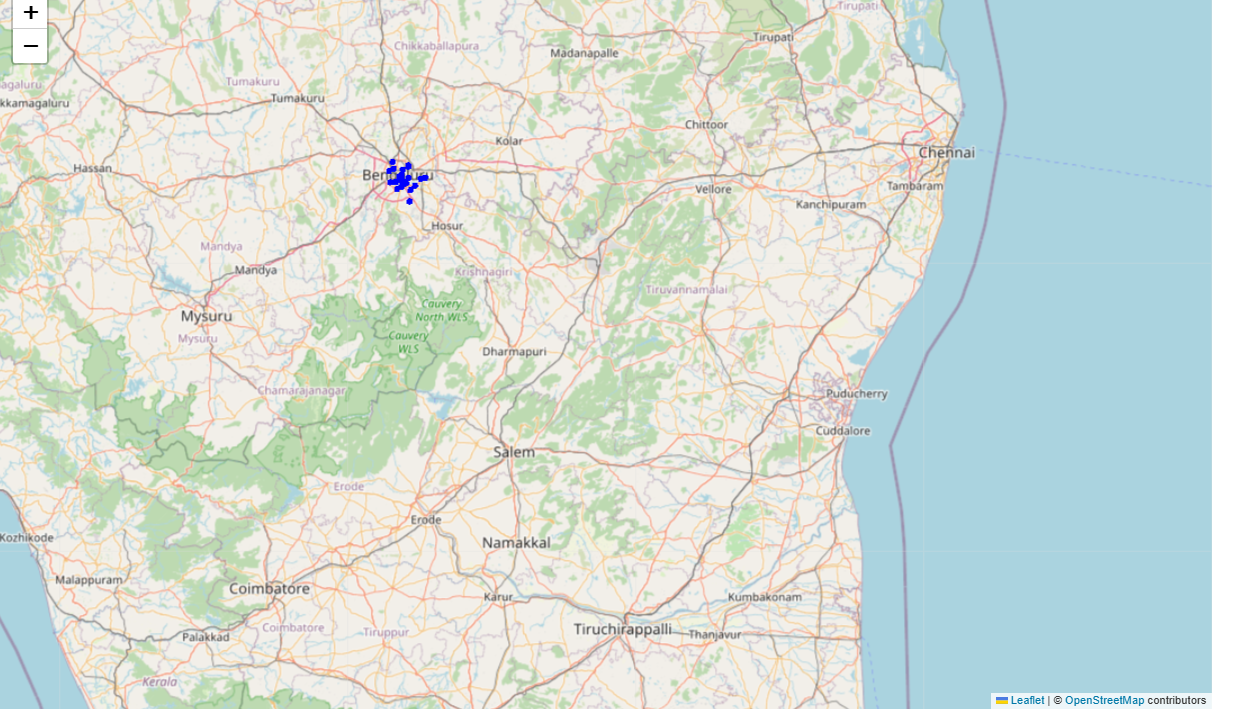 +
Tirupati
Tirupati
Chikkaballapura
Madanapalle
−
Tumakuru
agaluru
Tumakuru
kkamagaluru
Chittoor
Kolar
Chennai
Hassan
Bengaluru
Vellore
Tambaram
Kanchipuram
Hosur
Mandya
Mandya
Krishnagiri
Tiruvannamalai
Cauvery
North WLS
Mysuru
Mysuru
Cauvery
WLS
Dharmapuri
Chamarajanagar
Puducherry
Cuddalore
Salem
Erode
Erode
Kozhikode
Namakkal
Malappuram
Coimbatore
Karur
Kumbakonam
Coimbatore
Tiruppur
Tiruchirappalli
Thanjavur
Palakkad
Kerala
Leaflet | © OpenStreetMap contributors